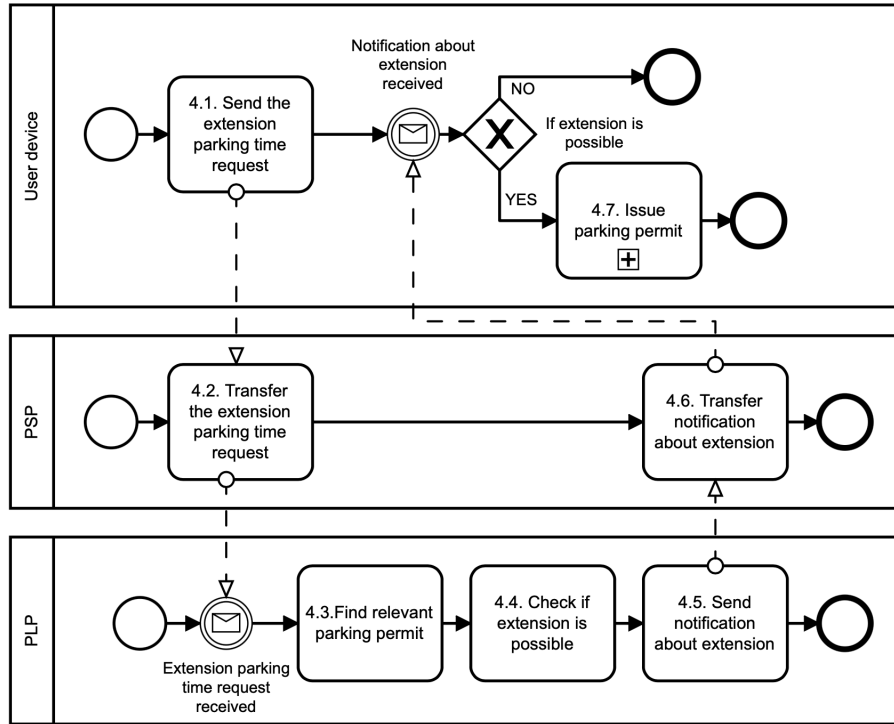 User device
4.1. Send the
extension
parking time
request
Notification about
extension
received
NO
If extension is
possible
YES
4.7. Issue
parking permit
PSP
4.2. Transfer
the extension
parking time
request
4.6. Transfer
notification
about extension
PLP
Extension parking
time request
received
4.3.Find relevant
parking permit
4.4. Check if
extension is
possible
4.5. Send
notification
about extension